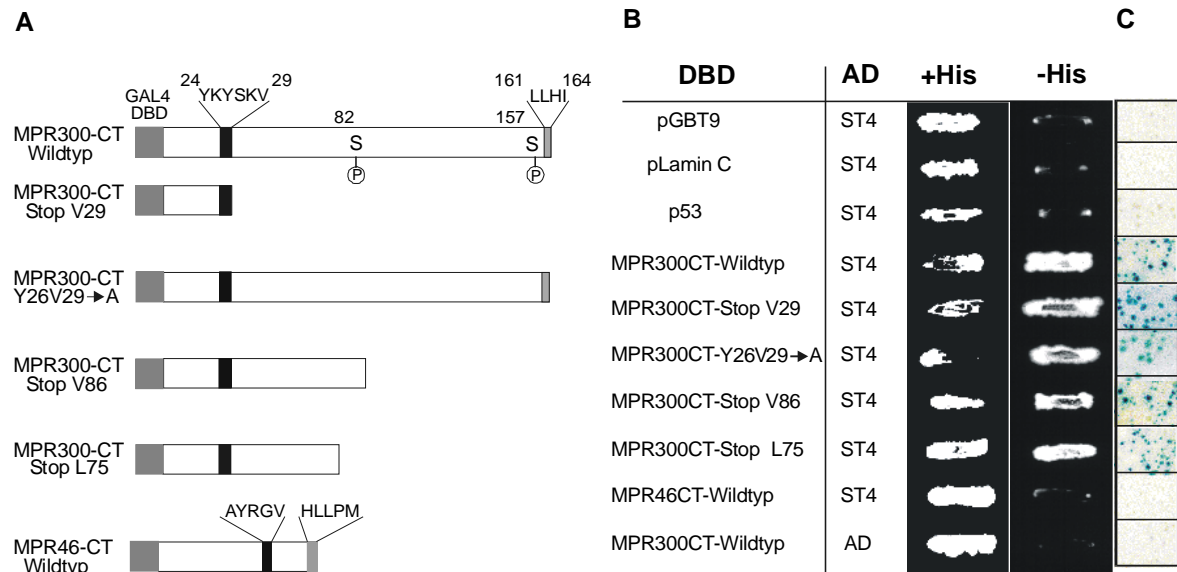 A
24 YKYSKV 29
161 LLHI 164
GAL4
DBD
82
157
MPR300-CT
Wildtyp
S
S
P
P
MPR300-CT
Stop V29
MPR300-CT
Y26V29→A
MPR300-CT
Stop V86
MPR300-CT
Stop L75
AYRGV HLLPM
MPR46-CT
Wildtyp
B
DBD AD +His -His
pGBT9 ST4
pLamin C ST4
p53 ST4
MPR300CT-Wildtyp ST4
MPR300CT-Stop V29 ST4
MPR300CT-Y26V29→A ST4
MPR300CT-Stop V86 ST4
MPR300CT-Stop L75 ST4
MPR46CT-Wildtyp ST4
MPR300CT-Wildtyp AD
C